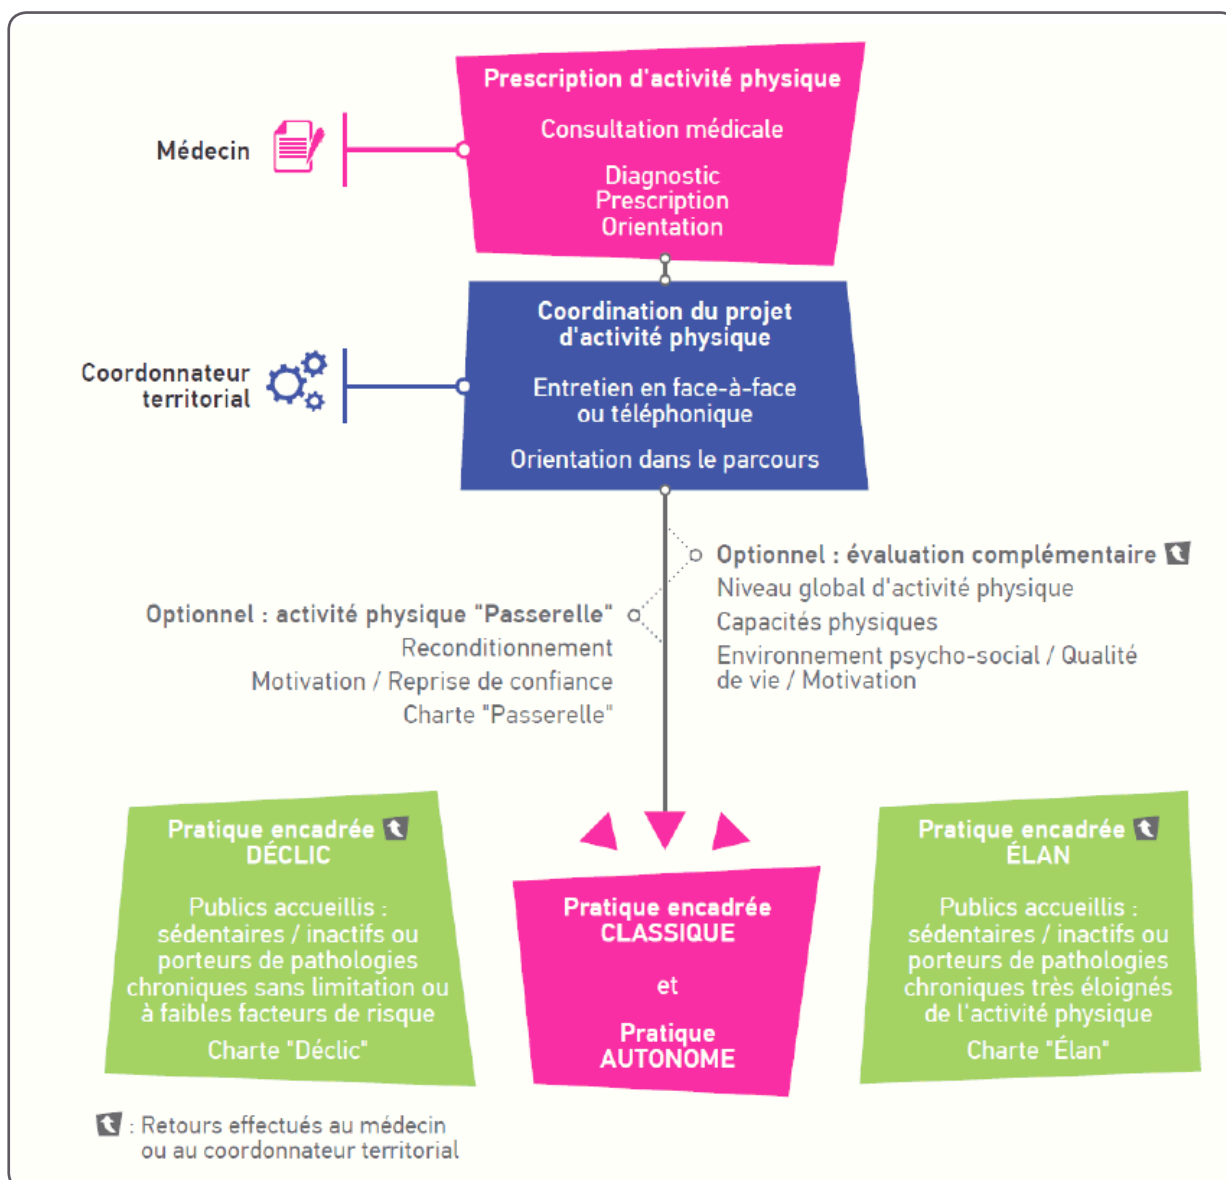 Prescription d'activité physique
Consultation médicale
Diagnostic
Prescription
Orientation
Médecin
Coordination du projet
d'activité physique
Entretien en face-à-face
ou téléphonique
Orientation dans le parcours
Coordonnateur
territorial
Optionnel : évaluation complémentaire
Niveau global d'activité physique
Capacités physiques
Environnement psycho-social / Qualité
de vie / Motivation
Optionnel : activité physique "Passerelle"
Reconditionnement
Motivation / Reprise de confiance
Charte "Passerelle"
Pratique encadrée
DÉCLIC
Publics accueillis :
sédentaires / inactifs ou
porteurs de pathologies
chroniques sans limitation ou
à faibles facteurs de risque
Charte "Déclic"
Pratique encadrée
CLASSIQUE
et
Pratique
AUTONOME
Pratique encadrée
ÉLAN
Publics accueillis :
sédentaires / inactifs ou
porteurs de pathologies
chroniques très éloignés
de l'activité physique
Charte "Élan"
: Retours effectués au médecin
ou au coordonnateur territorial